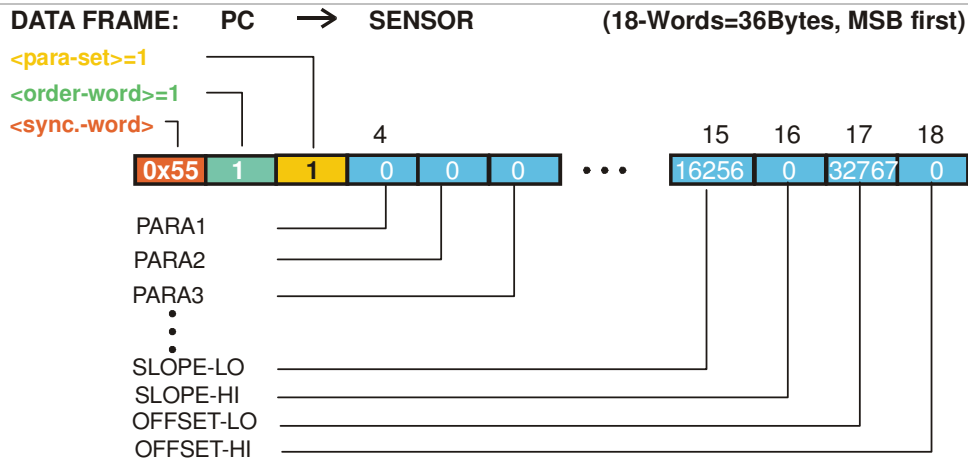 DATA FRAME: PC → SENSOR (18-Words=36Bytes, MSB first)
<para-set>=1
<order-word>=1
<sync.-word>
4 15 16 17 18
0x55 1 1 0 0 0 ••• 16256 0 32767 0
PARA1
PARA2
PARA3
SLOPE-LO
SLOPE-HI
OFFSET-LO
OFFSET-HI